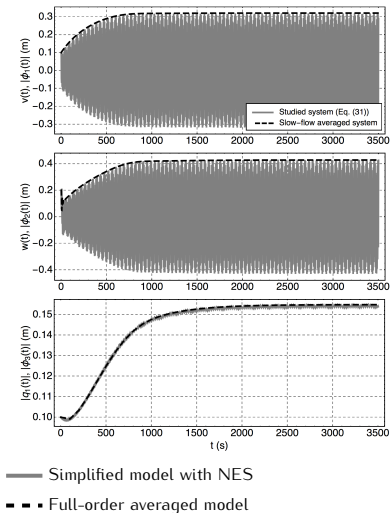 0.3
0.2
0.1
0.0
−0.1
−0.2
−0.3
v(t), |ϕ₁(t)| (m)
Studied system (Eq. (31))
Slow−flow averaged system
0 500 1000 1500 2000 2500 3000 3500
0.4
0.2
0.0
−0.2
−0.4
w(t), |ϕ₂(t)| (m)
0 500 1000 1500 2000 2500 3000 3500
0.15
0.14
0.13
0.12
0.11
0.10
|q₁(t)|, |ϕ₃(t)| (m)
0 500 1000 1500 2000 2500 3000 3500
t (s)
Simplified model with NES
Full-order averaged model